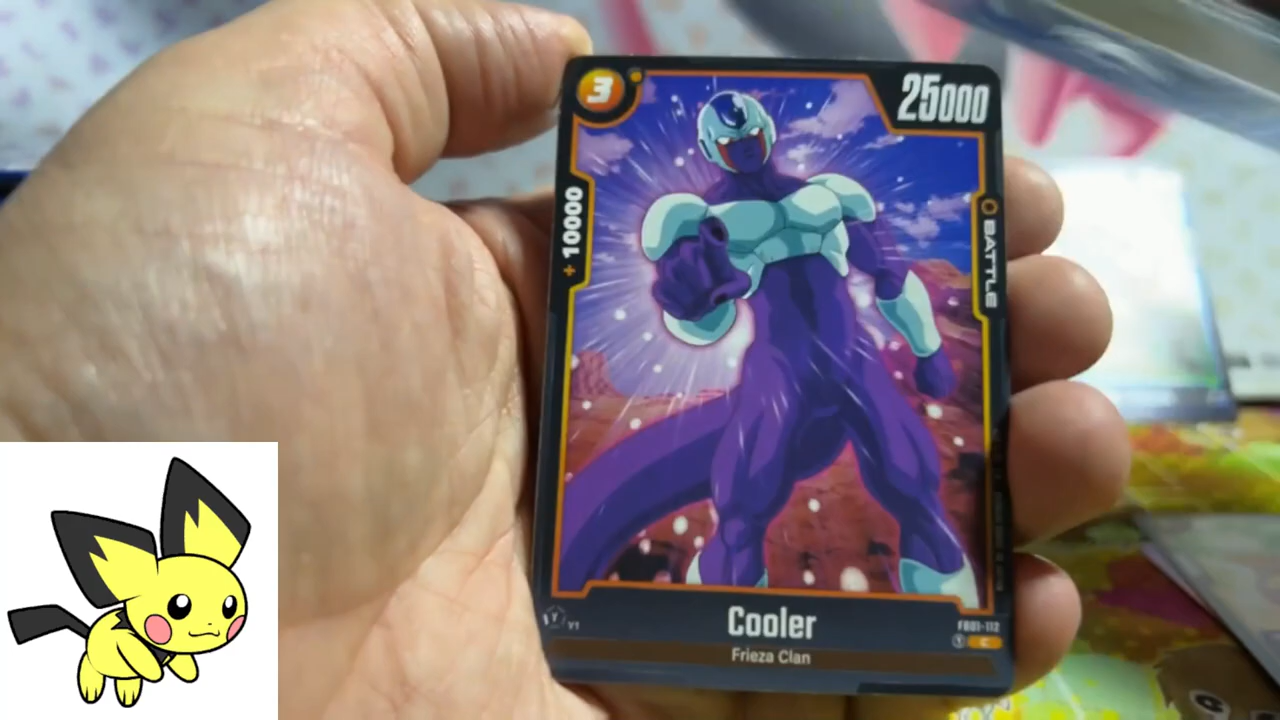 3
25000
+ 10000
BATTLE
Cooler
FB01-112
C
Frieza Clan